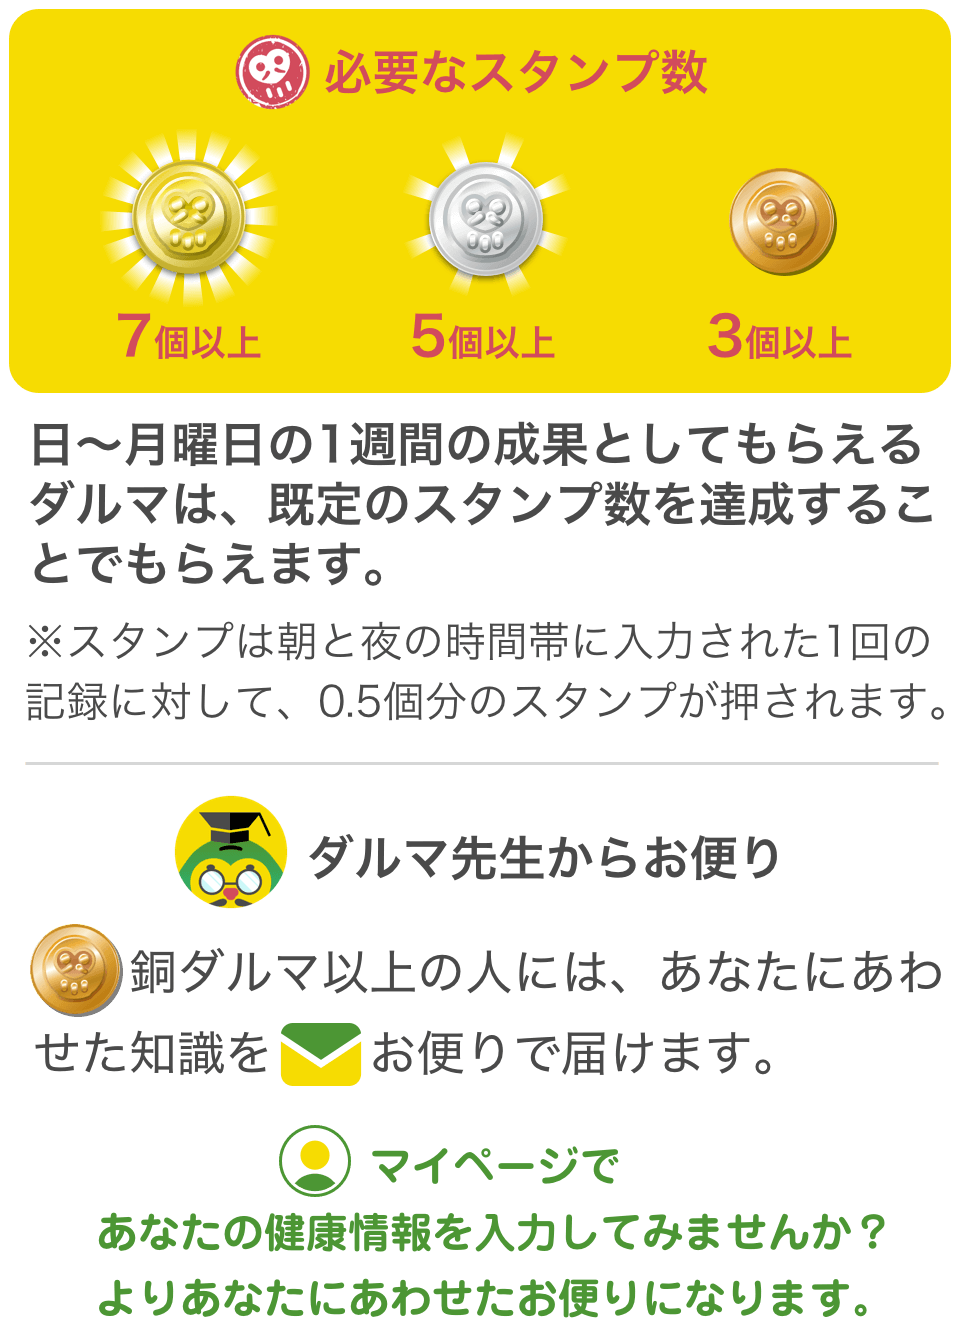 必要なスタンプ数
7個以上 5個以上 3個以上
日〜月曜日の1週間の成果としてもらえる
ダルマは、既定のスタンプ数を達成するこ
とでもらえます。
※スタンプは朝と夜の時間帯に入力された1回の
記録に対して、0.5個分のスタンプが押されます。
ダルマ先生からお便り
銅ダルマ以上の人には、あなたにあわ
せた知識をお便りで届けます。
マイページで
あなたの健康情報を入力してみませんか？
よりあなたにあわせたお便りになります。